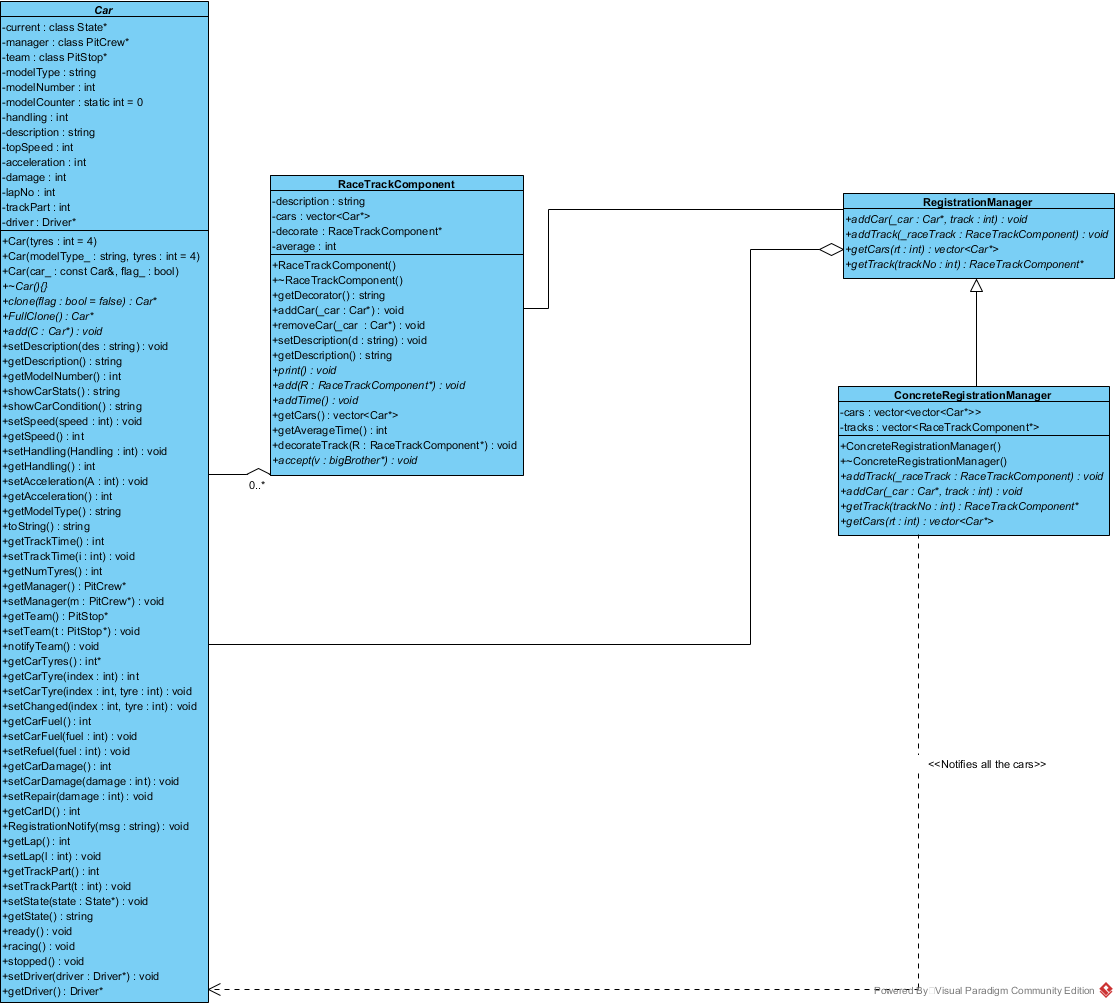 Car
-current : class State*
-manager : class PitCrew*
-team : class PitStop*
-modelType : string
-modelNumber : int
-modelCounter : static int = 0
-handling : int
-description : string
-topSpeed : int
-acceleration : int
-damage : int
-lapNo : int
-trackPart : int
-driver : Driver*
+Car(tyres : int = 4)
+Car(modelType_ : string, tyres : int = 4)
+Car(car_ : const Car&, flag_ : bool)
+~Car(){}
+clone(flag : bool = false) : Car*
+FullClone() : Car*
+add(C : Car*) : void
+setDescription(des : string) : void
+getDescription() : string
+getModelNumber() : int
+showCarStats() : string
+showCarCondition() : string
+setSpeed(speed : int) : void
+getSpeed() : int
+setHandling(Handling : int) : void
+getHandling() : int
+setAcceleration(A : int) : void
+getAcceleration() : int
+getModelType() : string
+toString() : string
+getTrackTime() : int
+setTrackTime(i : int) : void
+getNumTyres() : int
+getManager() : PitCrew*
+setManager(m : PitCrew*) : void
+getTeam() : PitStop*
+setTeam(t : PitStop*) : void
+notifyTeam() : void
+getCarTyres() : int*
+getCarTyre(index : int) : int
+setCarTyre(index : int, tyre : int) : void
+setChanged(index : int, tyre : int) : void
+getCarFuel() : int
+setCarFuel(fuel : int) : void
+setRefuel(fuel : int) : void
+getCarDamage() : int
+setCarDamage(damage : int) : void
+setRepair(damage : int) : void
+getCarID() : int
+RegistrationNotify(msg : string) : void
+getLap() : int
+setLap(l : int) : void
+getTrackPart() : int
+setTrackPart(t : int) : void
+setState(state : State*) : void
+getState() : string
+ready() : void
+racing() : void
+stopped() : void
+setDriver(driver : Driver*) : void
+getDriver() : Driver*
RaceTrackComponent
-description : string
-cars : vector<Car*>
-decorate : RaceTrackComponent*
-average : int
+RaceTrackComponent()
+~RaceTrackComponent()
+getDecorator() : string
+addCar(_car : Car*) : void
+removeCar(_car : Car*) : void
+setDescription(d : string) : void
+getDescription() : string
+print() : void
+add(R : RaceTrackComponent*) : void
+addTime() : void
+getCars() : vector<Car*>
+getAverageTime() : int
+decorateTrack(R : RaceTrackComponent*) : void
+accept(v : bigBrother*) : void
0..*
RegistrationManager
+addCar(_car : Car*, track : int) : void
+addTrack(_raceTrack : RaceTrackComponent) : void
+getCars(rt : int) : vector<Car*>
+getTrack(trackNo : int) : RaceTrackComponent*
ConcreteRegistrationManager
-cars : vector<vector<Car*>>
-tracks : vector<RaceTrackComponent*>
+ConcreteRegistrationManager()
+~ConcreteRegistrationManager()
+addTrack(_raceTrack : RaceTrackComponent) : void
+addCar(_car : Car*, track : int) : void
+getTrack(trackNo : int) : RaceTrackComponent*
+getCars(rt : int) : vector<Car*>
<<Notifies all the cars>>
Powered By Visual Paradigm Community Edition